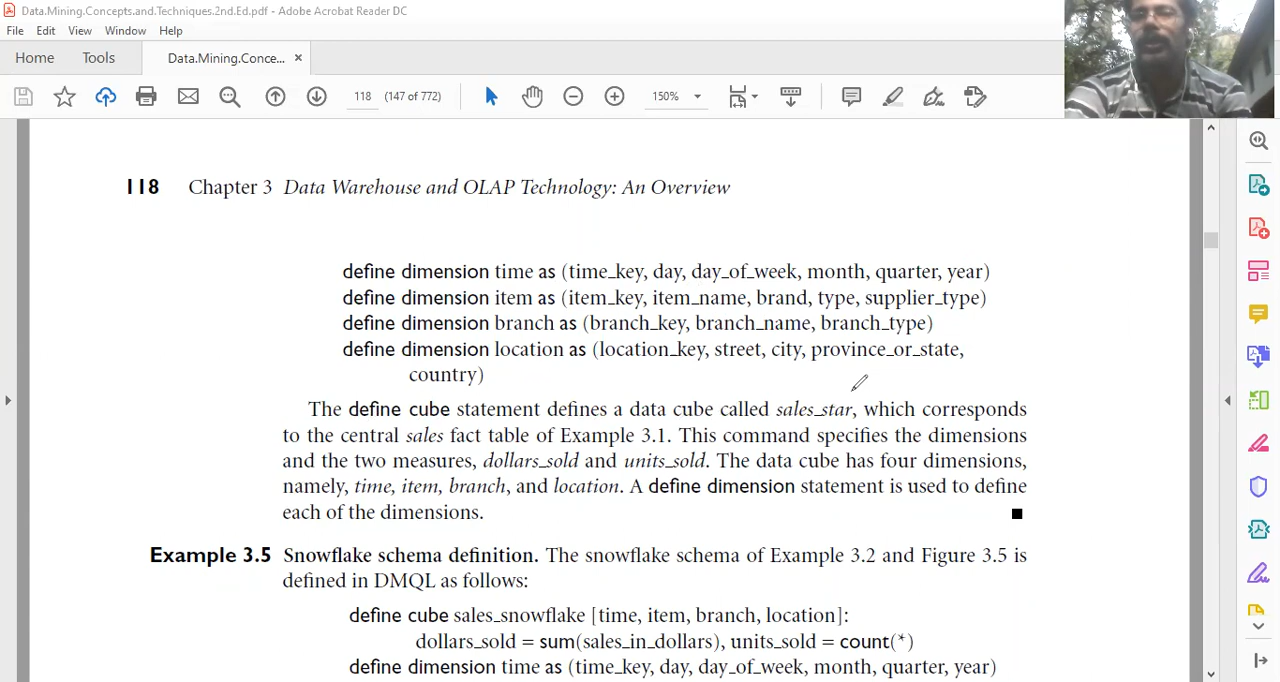 Data.Mining.Concepts.and.Techniques.2nd.Ed.pdf - Adobe Acrobat Reader DC
File Edit View Window Help
Home Tools Data.Mining.Conce... ×
118 (147 of 772) 150%
118 Chapter 3 Data Warehouse and OLAP Technology: An Overview
define dimension time as (time_key, day, day_of_week, month, quarter, year)
define dimension item as (item_key, item_name, brand, type, supplier_type)
define dimension branch as (branch_key, branch_name, branch_type)
define dimension location as (location_key, street, city, province_or_state,
country)
The define cube statement defines a data cube called sales_star, which corresponds
to the central sales fact table of Example 3.1. This command specifies the dimensions
and the two measures, dollars_sold and units_sold. The data cube has four dimensions,
namely, time, item, branch, and location. A define dimension statement is used to define
each of the dimensions.
Example 3.5 Snowflake schema definition. The snowflake schema of Example 3.2 and Figure 3.5 is
defined in DMQL as follows:
define cube sales_snowflake [time, item, branch, location]:
dollars_sold = sum(sales_in_dollars), units_sold = count(*)
define dimension time as (time_key, day, day_of_week, month, quarter, year)